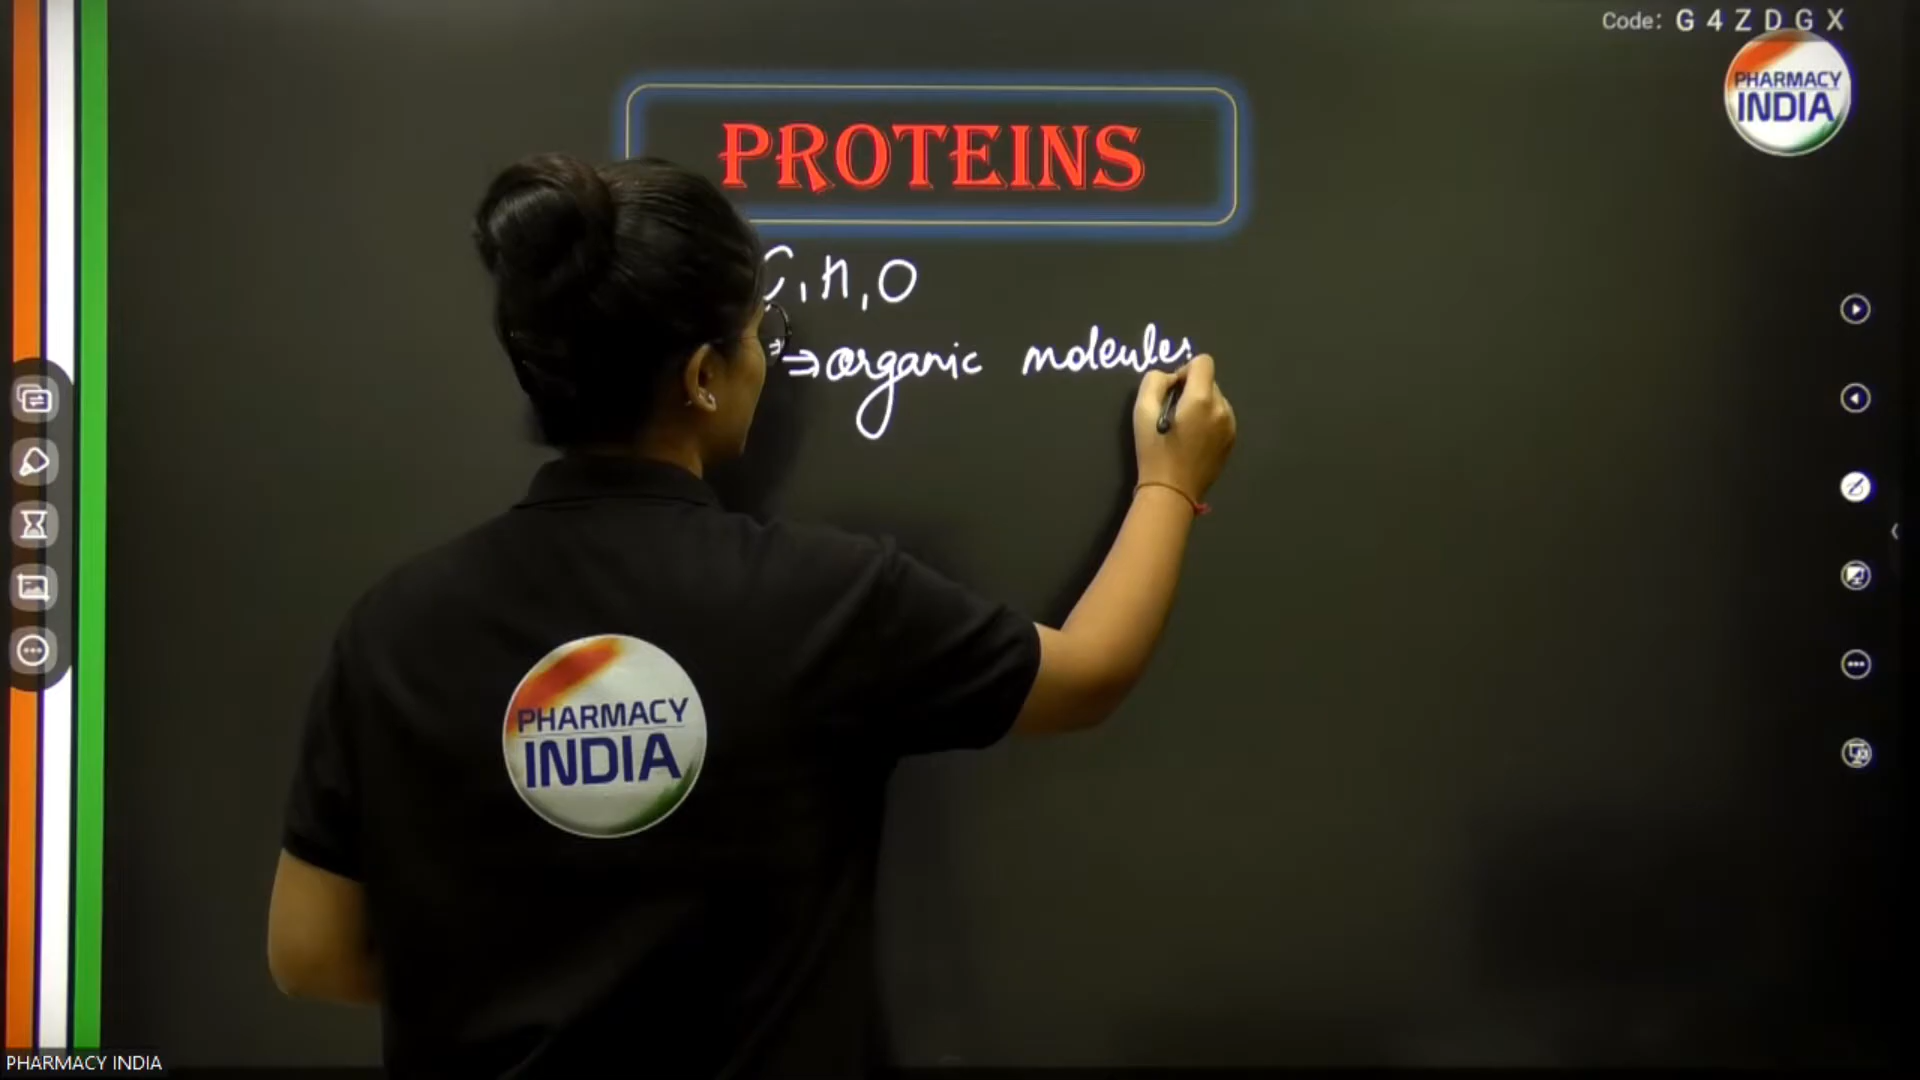 Code: G 4 Z D G X
PHARMACY
INDIA
PROTEINS
C, H, O
⇒ organic molecules
PHARMACY
INDIA
PHARMACY INDIA